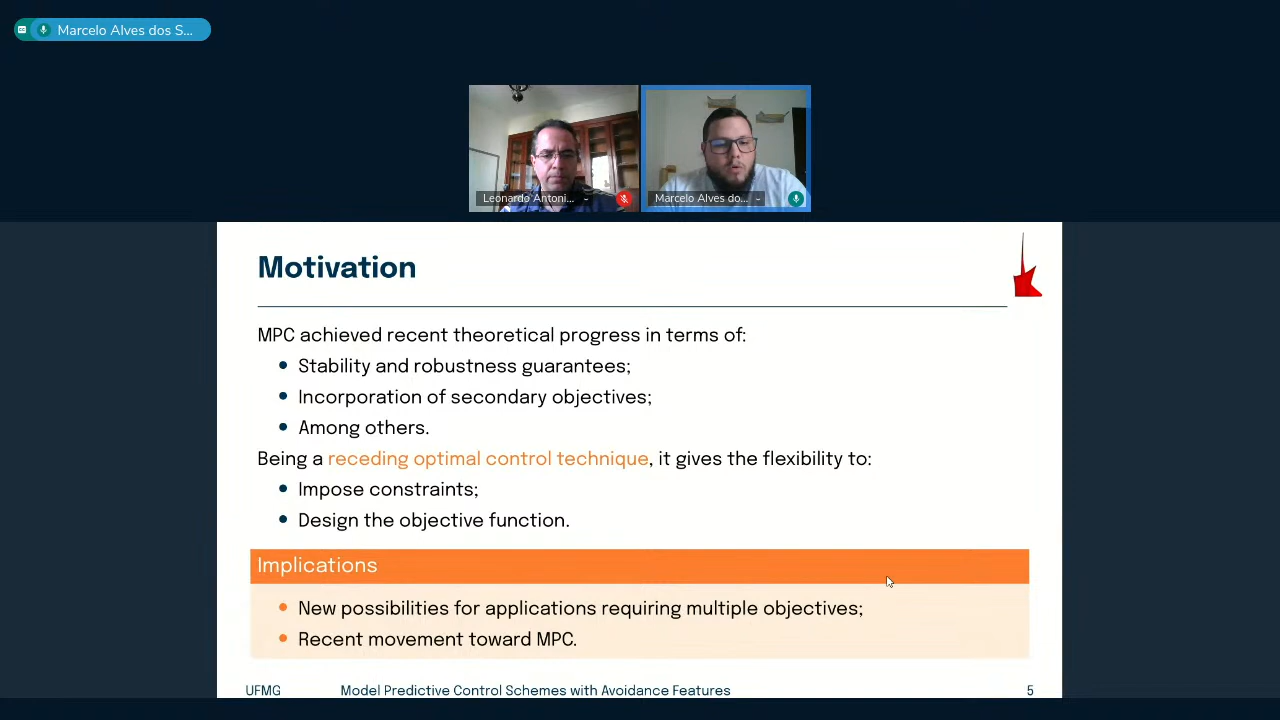 Marcelo Alves dos S...
Leonardo Antoni...
Marcelo Alves do...
Motivation
MPC achieved recent theoretical progress in terms of:
Stability and robustness guarantees;
Incorporation of secondary objectives;
Among others.
Being a receding optimal control technique, it gives the flexibility to:
Impose constraints;
Design the objective function.
Implications
New possibilities for applications requiring multiple objectives;
Recent movement toward MPC.
UFMG Model Predictive Control Schemes with Avoidance Features 5